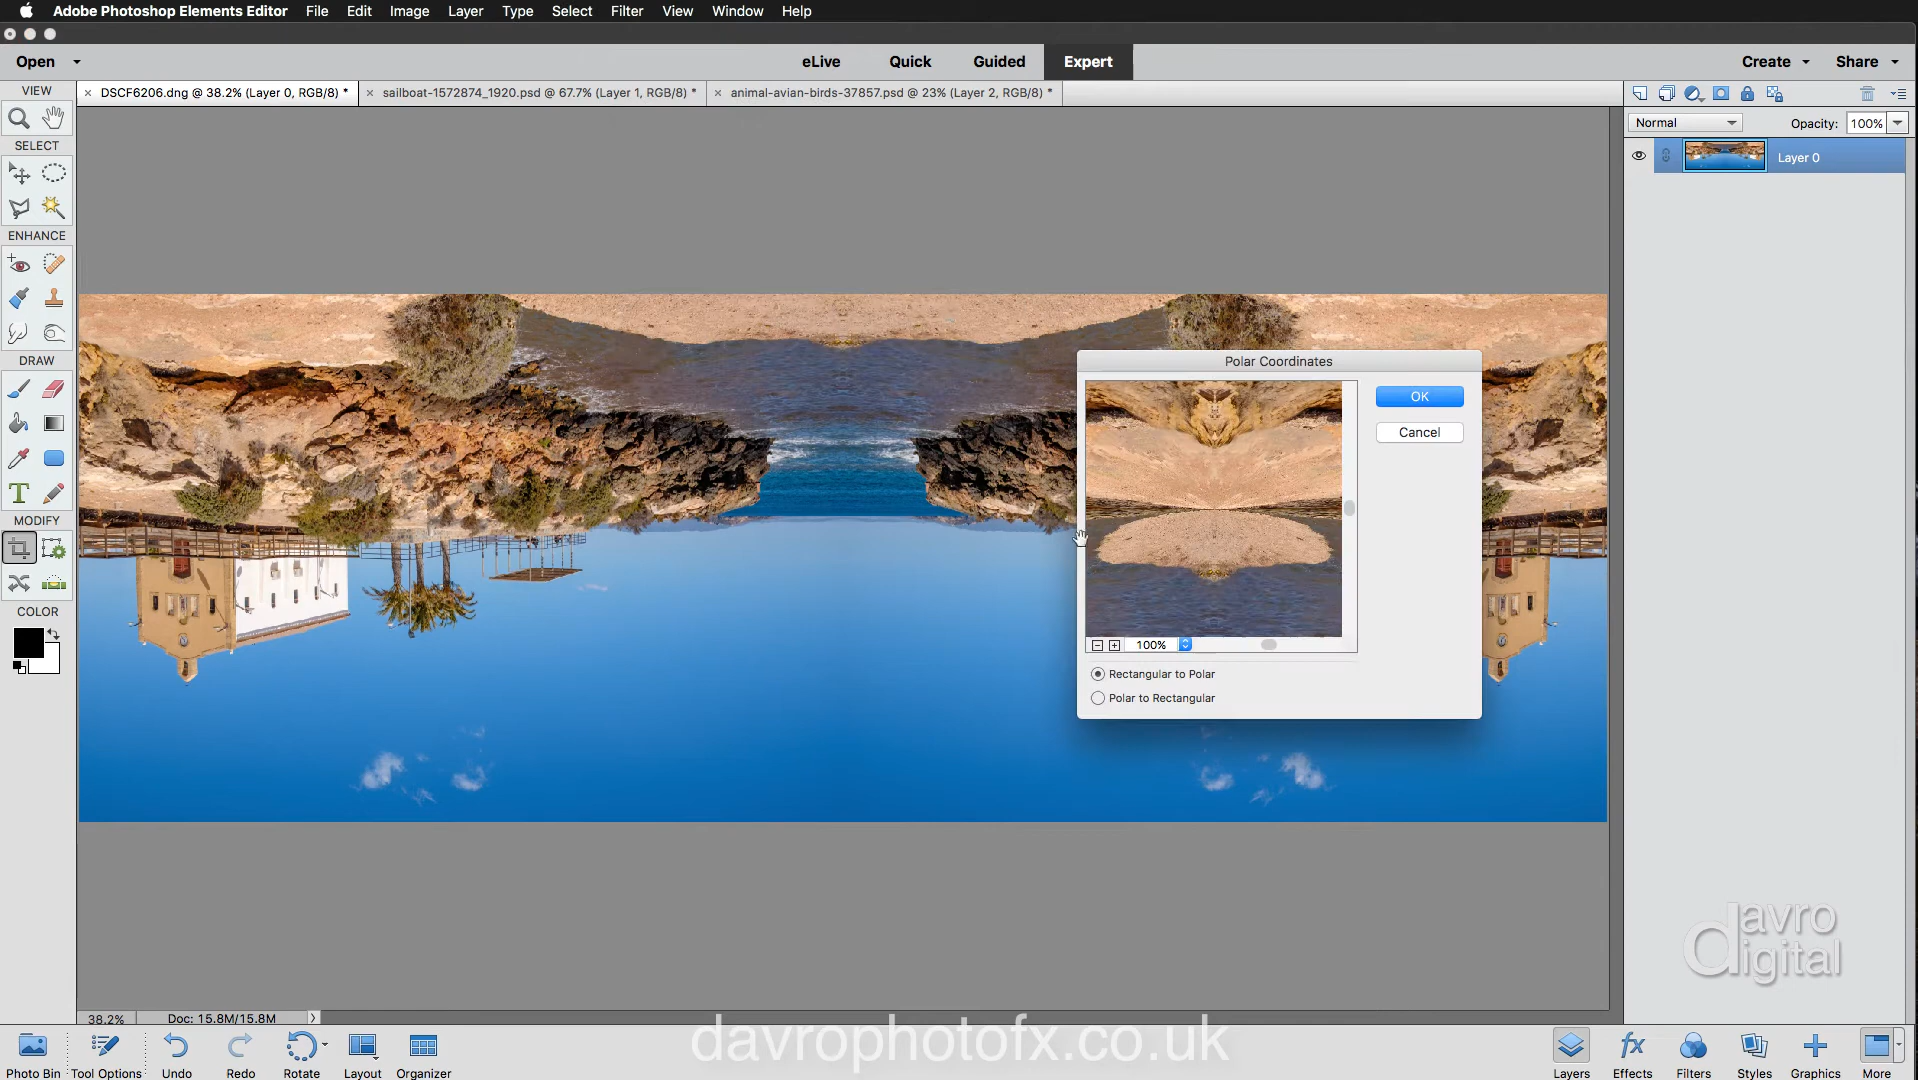 Adobe Photoshop Elements Editor File Edit Image Layer Type Select Filter View Window Help
Open eLive Quick Guided Expert Create Share
VIEW
× DSCF6206.dng @ 38.2% (Layer 0, RGB/8) * × sailboat-1572874_1920.psd @ 67.7% (Layer 1, RGB/8) * × animal-avian-birds-37857.psd @ 23% (Layer 2, RGB/8) *
Normal Opacity: 100%
SELECT
Layer 0
ENHANCE
DRAW
T
MODIFY
COLOR
Polar Coordinates
OK
Cancel
100%
Rectangular to Polar
Polar to Rectangular
davro
digital
38.2% Doc: 15.8M/15.8M
davrophotofx.co.uk
fx
Photo Bin Tool Options Undo Redo Rotate Layout Organizer Layers Effects Filters Styles Graphics More